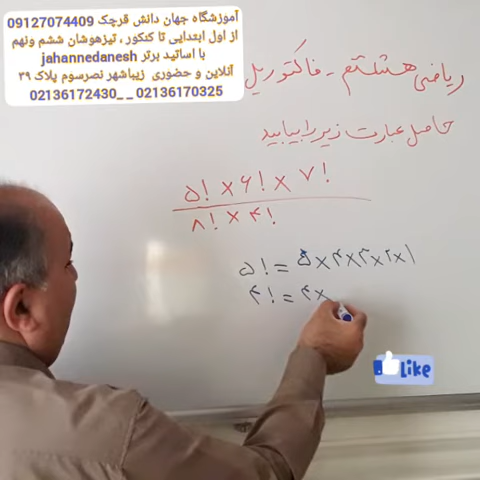 آموزشگاه جهان دانش قرچک 09127074409
از اول ابتدایی تا کنکور ، تیزهوشان ششم ونهم
با اساتید برتر jahannedanesh
آنلاین و حضوری زیباشهر نصرسوم پلاک ۳۹
02136172430 _ _ 02136170325
ریاضی هشتم - فاکتوریل
حاصل عبارت زیر را بیابید
۵! × ۶! × ۷!
۸! × ۴!
۵! = ۵ × ۴ × ۳ × ۲ × ۱
۴! = ۴ ×
Like